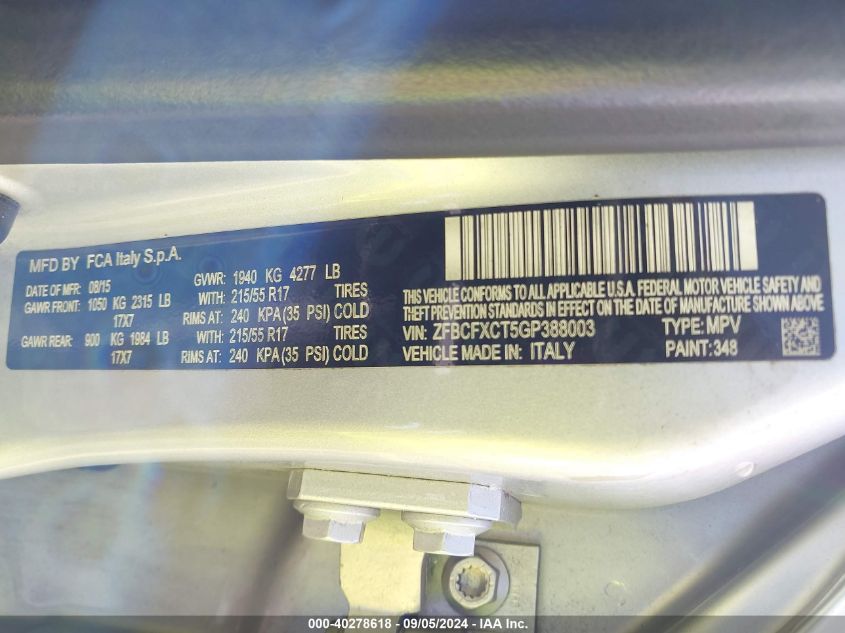 MFD BY FCA Italy S.p.A.
DATE OF MFR: 08/15 GVWR: 1940 KG 4277 LB
GAWR FRONT: 1050 KG 2315 LB WITH: 215/55 R17 TIRES
17X7 RIMS AT: 240 KPA (35 PSI) COLD
GAWR REAR: 900 KG 1984 LB WITH: 215/55 R17 TIRES
17X7 RIMS AT: 240 KPA (35 PSI) COLD
THIS VEHICLE CONFORMS TO ALL APPLICABLE U.S.A. FEDERAL MOTOR VEHICLE SAFETY AND
THEFT PREVENTION STANDARDS IN EFFECT ON THE DATE OF MANUFACTURE SHOWN ABOVE
VIN: ZFBCFXCT5GP388003 TYPE: MPV
VEHICLE MADE IN: ITALY PAINT: 348
000-40278618 - 09/05/2024 - IAA Inc.